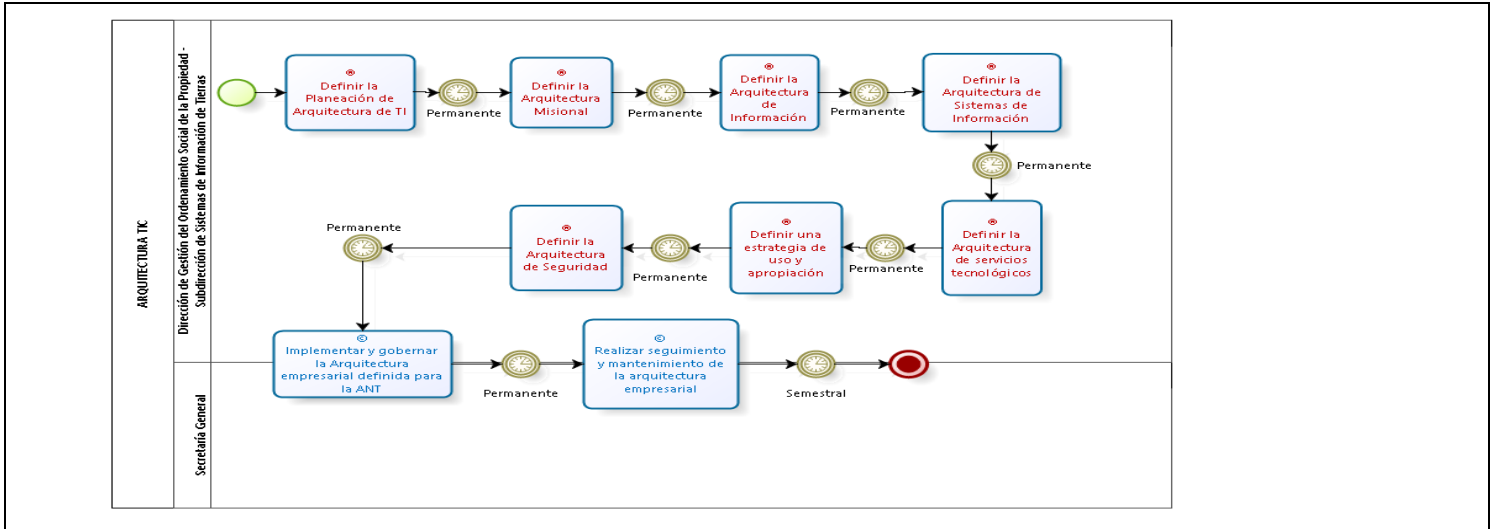 ARQUITECTURA TIC
Dirección de Gestión del Ordenamiento Social de la Propiedad -
Subdirección de Sistemas de Información de Tierras
®
Definir la
Planeación de
Arquitectura de TI
Permanente
®
Definir la
Arquitectura
Misional
Permanente
®
Definir la
Arquitectura
de
Información
Permanente
®
Definir la
Arquitectura de
Sistemas de
Información
Permanente
®
Definir la
Arquitectura
de servicios
tecnológicos
Permanente
®
Definir una
estrategia de
uso y
apropiación
Permanente
®
Definir la
Arquitectura
de Seguridad
Permanente
©
Implementar y gobernar
la Arquitectura
empresarial definida para
la ANT
Permanente
©
Realizar seguimiento
y mantenimiento de
la arquitectura
empresarial
Semestral
Secretaría General